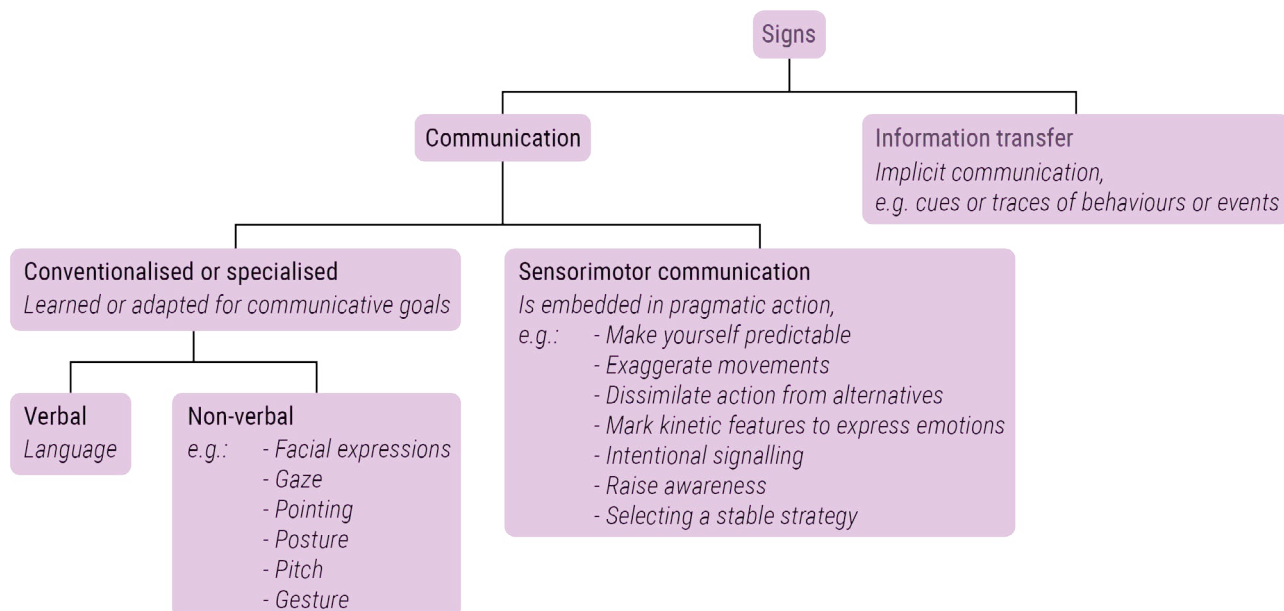 Signs
Communication
Information transfer
Implicit communication,
e.g. cues or traces of behaviours or events
Conventionalised or specialised
Learned or adapted for communicative goals
Sensorimotor communication
Is embedded in pragmatic action,
e.g.: - Make yourself predictable
- Exaggerate movements
- Dissimilate action from alternatives
- Mark kinetic features to express emotions
- Intentional signalling
- Raise awareness
- Selecting a stable strategy
Verbal
Language
Non-verbal
e.g.: - Facial expressions
- Gaze
- Pointing
- Posture
- Pitch
- Gesture